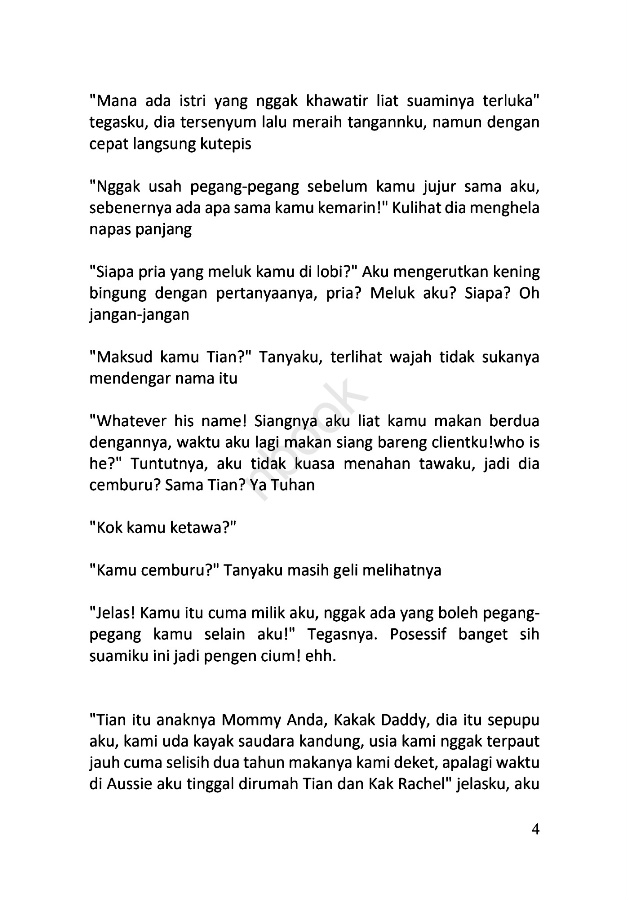 "Mana ada istri yang nggak khawatir liat suaminya terluka"
tegasku, dia tersenyum lalu meraih tangannku, namun dengan
cepat langsung kutepis
"Nggak usah pegang-pegang sebelum kamu jujur sama aku,
sebenernya ada apa sama kamu kemarin!" Kulihat dia menghela
napas panjang
"Siapa pria yang meluk kamu di lobi?" Aku mengerutkan kening
bingung dengan pertanyaanya, pria? Meluk aku? Siapa? Oh
jangan-jangan
"Maksud kamu Tian?" Tanyaku, terlihat wajah tidak sukanya
mendengar nama itu
"Whatever his name! Siangnya aku liat kamu makan berdua
dengannya, waktu aku lagi makan siang bareng clientku!who is
he?" Tuntutnya, aku tidak kuasa menahan tawaku, jadi dia
cemburu? Sama Tian? Ya Tuhan
"Kok kamu ketawa?"
"Kamu cemburu?" Tanyaku masih geli melihatnya
"Jelas! Kamu itu cuma milik aku, nggak ada yang boleh pegang-
pegang kamu selain aku!" Tegasnya. Posessif banget sih
suamiku ini jadi pengen cium! ehh.
"Tian itu anaknya Mommy Anda, Kakak Daddy, dia itu sepupu
aku, kami uda kayak saudara kandung, usia kami nggak terpaut
jauh cuma selisih dua tahun makanya kami deket, apalagi waktu
di Aussie aku tinggal dirumah Tian dan Kak Rachel" jelasku, aku
4